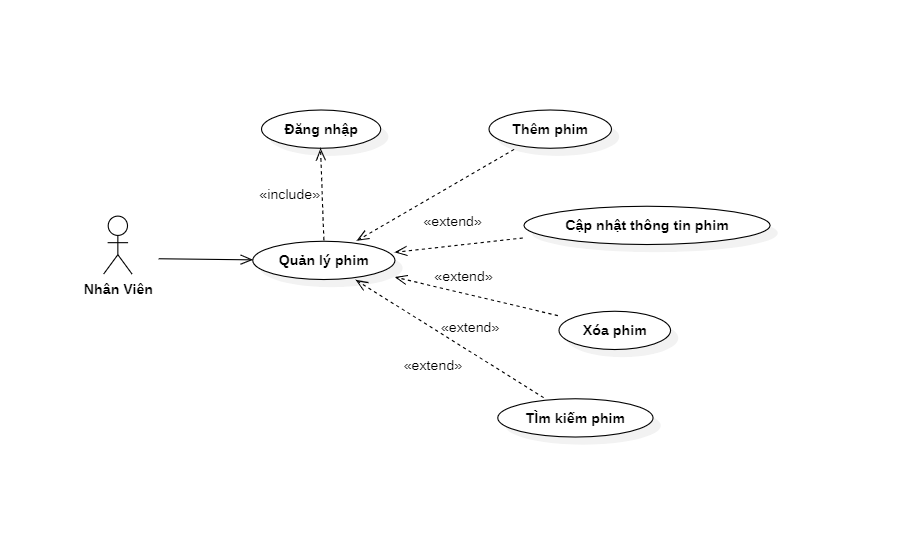 Đăng nhập
Thêm phim
«include»
«extend»
Cập nhật thông tin phim
Quản lý phim
«extend»
Nhân Viên
«extend»
Xóa phim
«extend»
TÌm kiếm phim